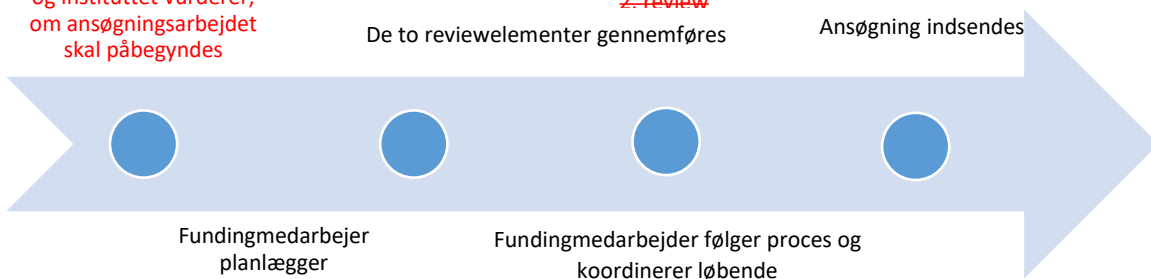 og instituttet vurderer,
om ansøgningsarbejdet
skal påbegyndes
2. review
De to reviewelementer gennemføres
Ansøgning indsendes
Fundingmedarbejer
planlægger
Fundingmedarbejder følger proces og
koordinerer løbende